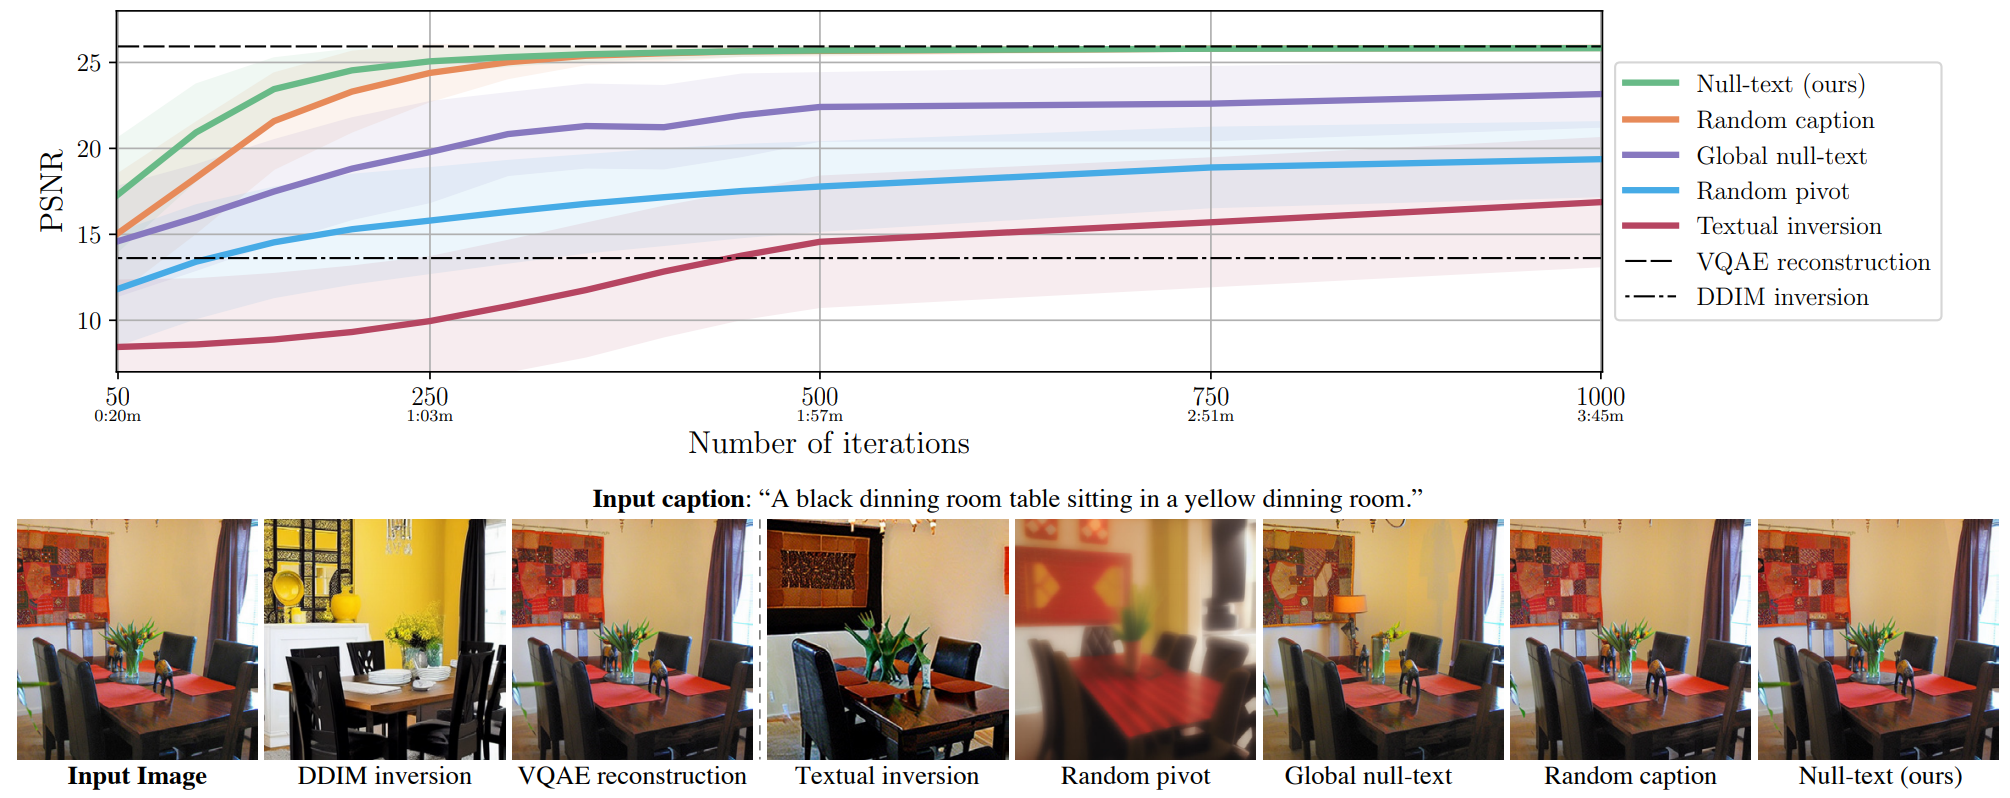 25
20
15
10
PSNR
50 250 500 750 1000
0:20m 1:03m 1:57m 2:51m 3:45m
Number of iterations
Null-text (ours)
Random caption
Global null-text
Random pivot
Textual inversion
VQAE reconstruction
DDIM inversion
Input caption: “A black dinning room table sitting in a yellow dinning room.”
Input Image DDIM inversion VQAE reconstruction Textual inversion Random pivot Global null-text Random caption Null-text (ours)